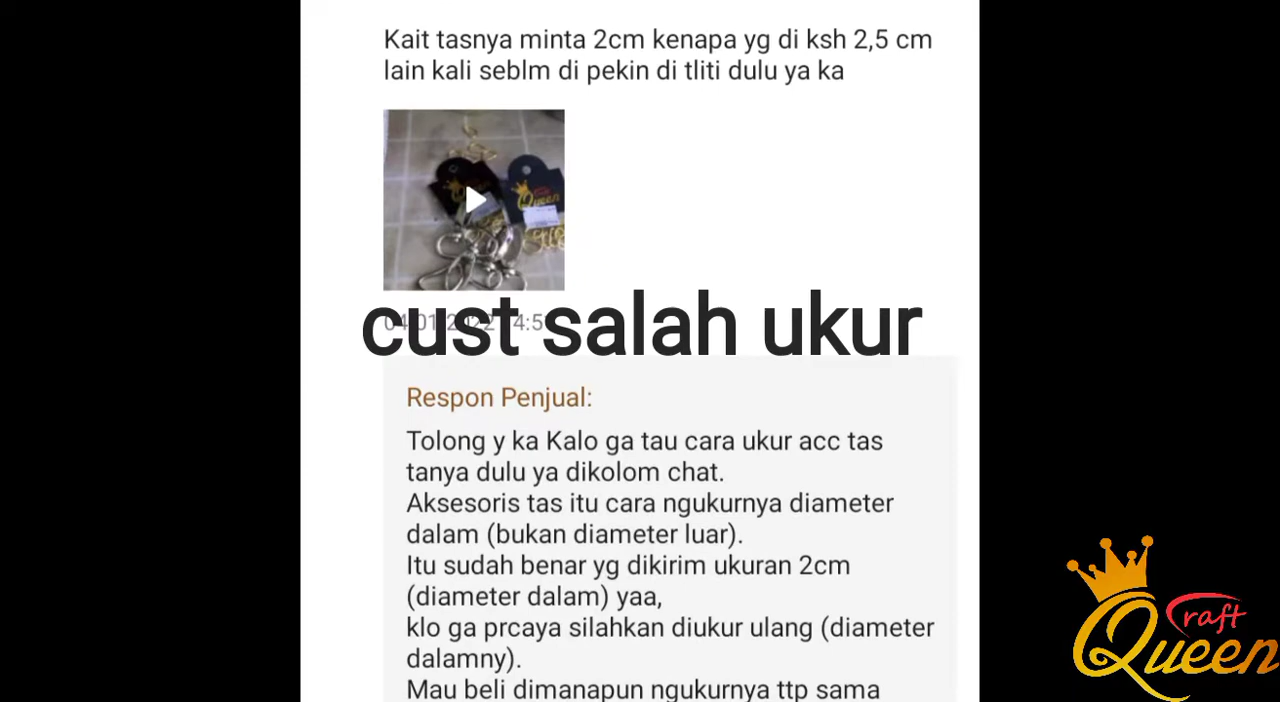 Kait tasnya minta 2cm kenapa yg di ksh 2,5 cm
lain kali seblm di pekin di tliti dulu ya ka
Queen
cust salah ukur
Respon Penjual:
Tolong y ka Kalo ga tau cara ukur acc tas
tanya dulu ya dikolom chat.
Aksesoris tas itu cara ngukurnya diameter
dalam (bukan diameter luar).
Itu sudah benar yg dikirim ukuran 2cm
(diameter dalam) yaa,
klo ga prcaya silahkan diukur ulang (diameter
dalamny).
Mau beli dimanapun ngukurnya ttp sama
Craft
Queen